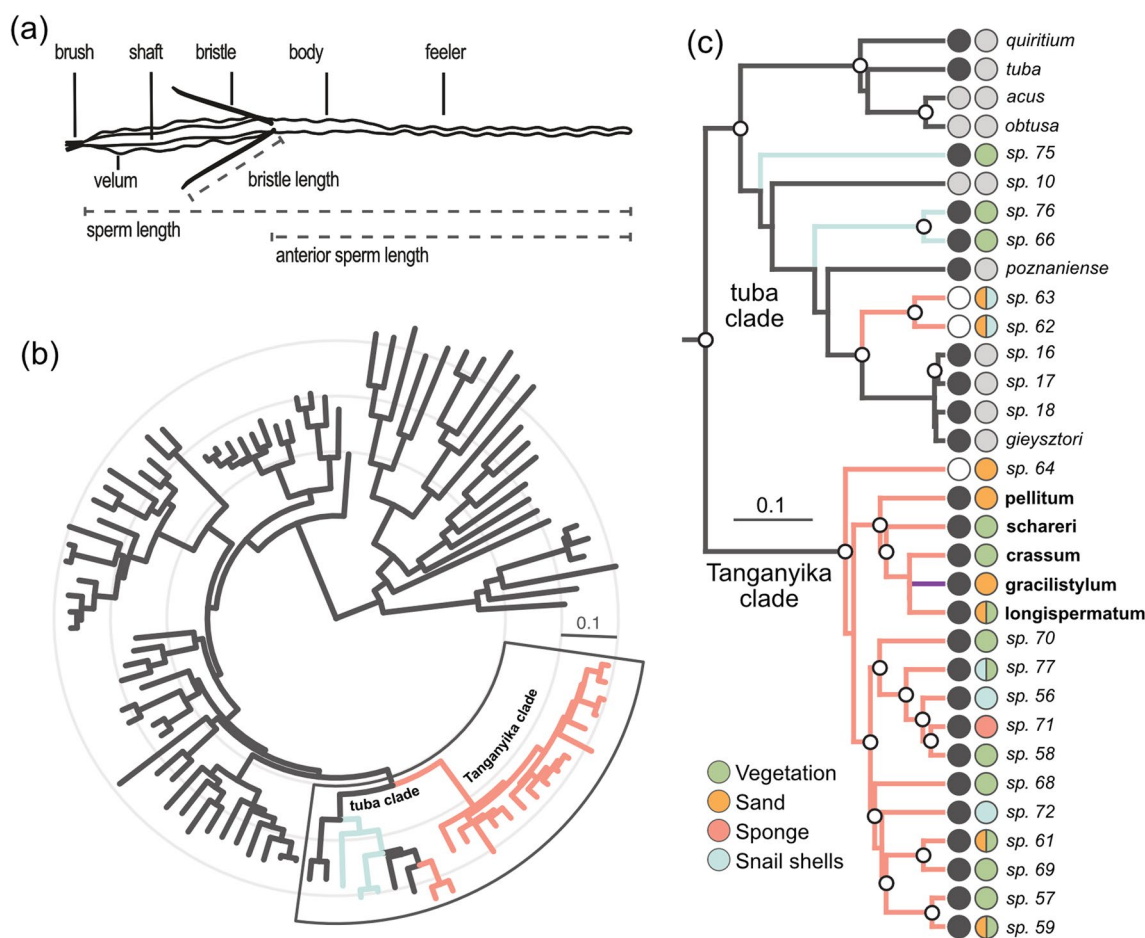 (a)
brush
shaft
bristle
body
feeler
velum
bristle length
sperm length
anterior sperm length
(b)
0.1
Tanganyika clade
tuba clade
(c)
quiritium
tuba
acus
obtusa
sp. 75
sp. 10
sp. 76
sp. 66
poznaniense
tuba
clade
sp. 63
sp. 62
sp. 16
sp. 17
sp. 18
gieysztori
sp. 64
0.1
pellitum
schareri
crassum
Tanganyika
clade
gracilistylum
longispermatum
sp. 70
sp. 77
sp. 56
sp. 71
sp. 58
sp. 68
sp. 72
sp. 61
sp. 69
sp. 57
sp. 59
Vegetation
Sand
Sponge
Snail shells